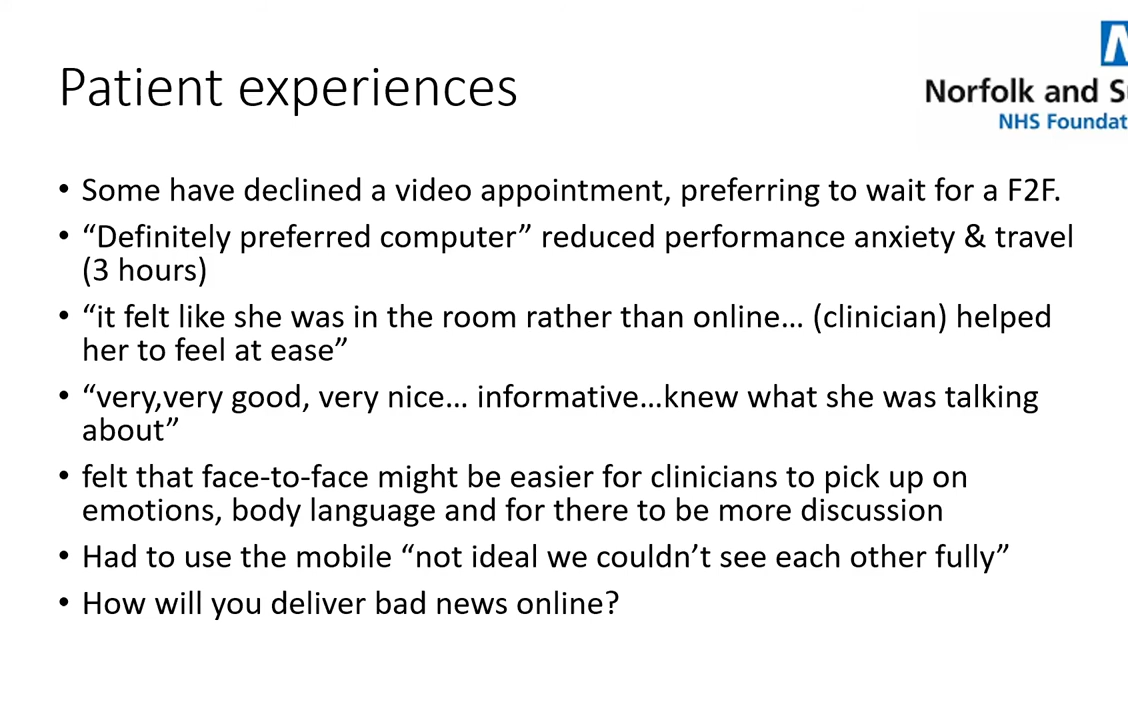 Patient experiences
Norfolk and
NHS
• Some have declined a video appointment, preferring to wait for a F2F.
• “Definitely preferred computer” reduced performance anxiety & travel
(3 hours)
• “it felt like she was in the room rather than online… (clinician) helped
her to feel at ease”
• “very,very good, very nice… informative…knew what she was talking
about”
• felt that face-to-face might be easier for clinicians to pick up on
emotions, body language and for there to be more discussion
• Had to use the mobile “not ideal we couldn’t see each other fully”
• How will you deliver bad news online?